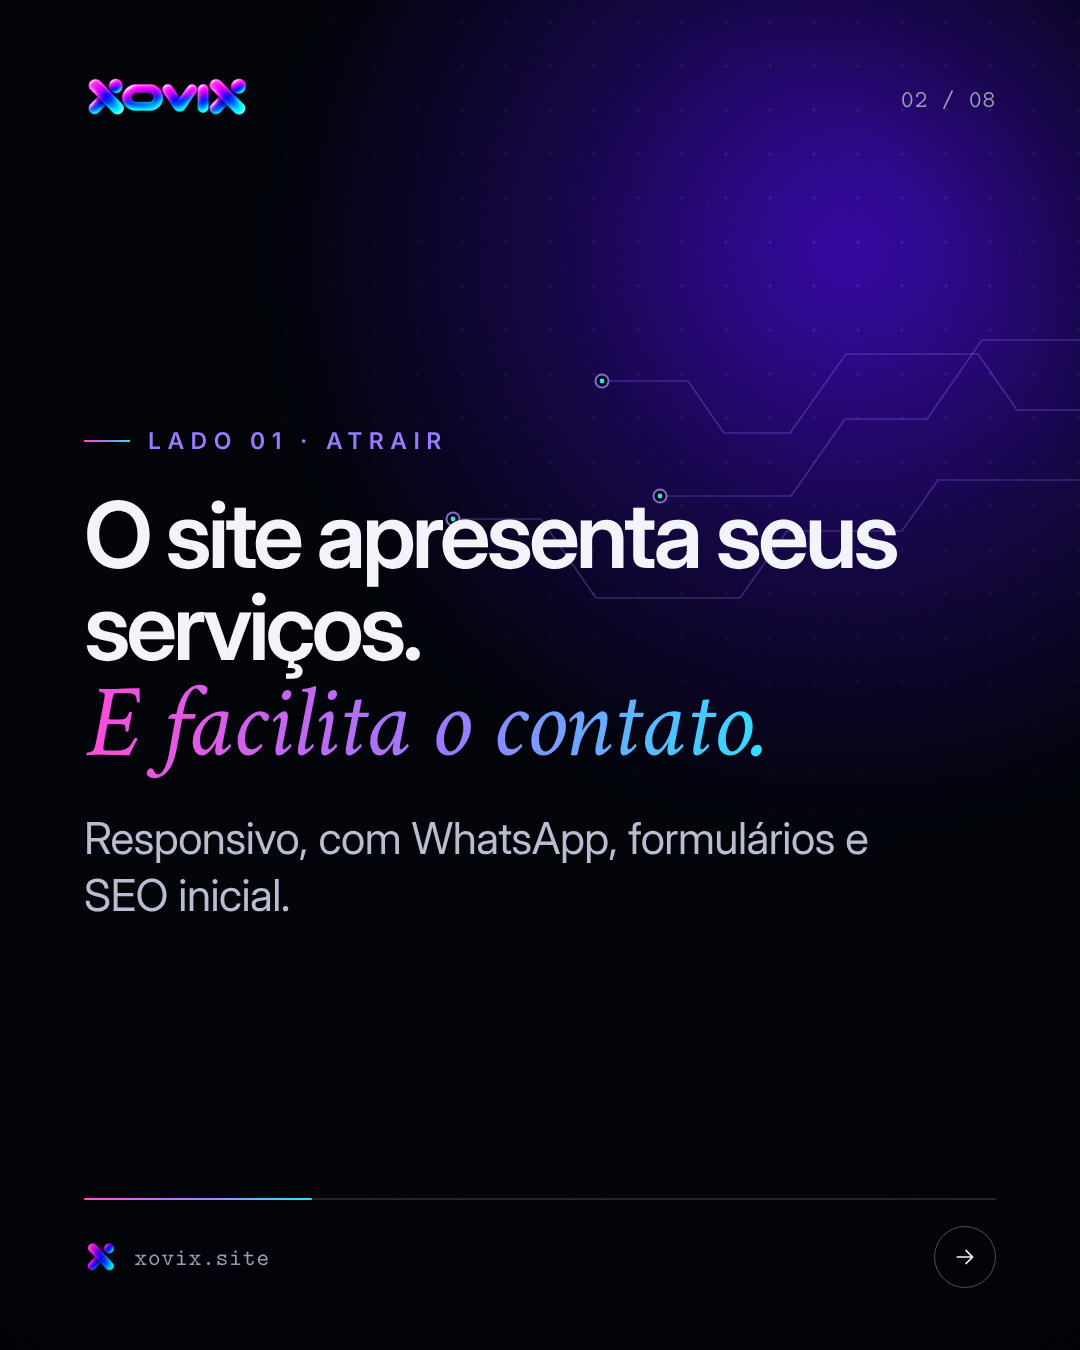 XOVIX
02 / 08
LADO 01 · ATRAIR
O site apresenta seus
serviços.
E facilita o contato.
Responsivo, com WhatsApp, formulários e
SEO inicial.
xovix.site